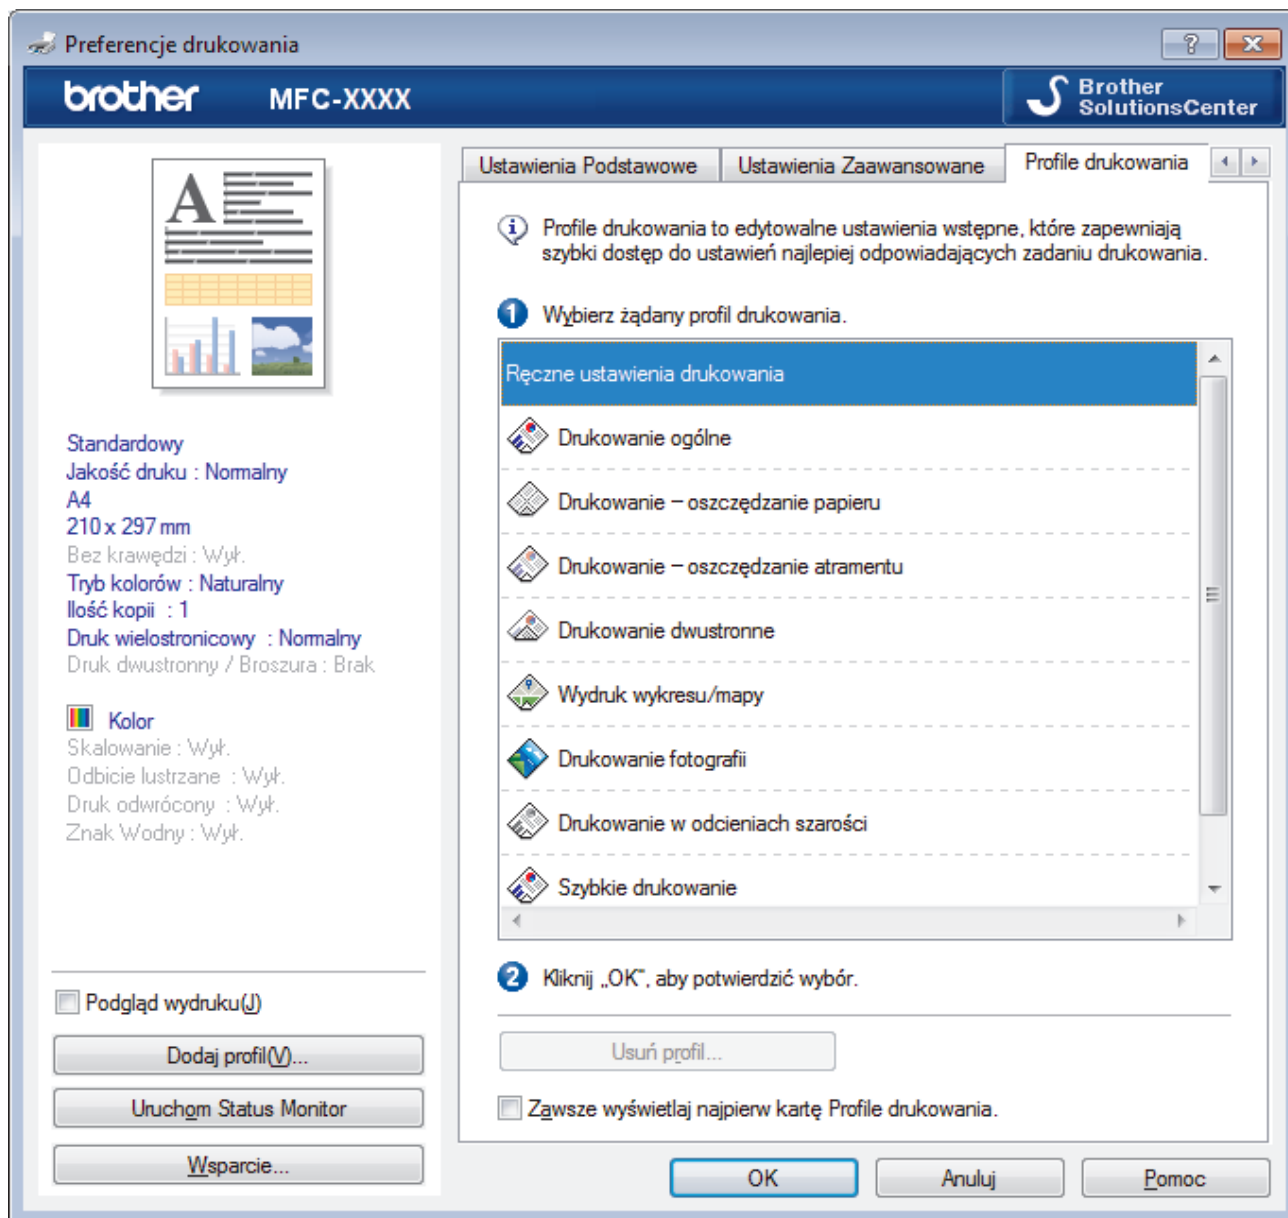 Preferencje drukowania
brother MFC-XXXX
Brother
SolutionsCenter
A
Standardowy
Jakość druku : Normalny
A4
210 x 297 mm
Bez krawędzi : Wył.
Tryb kolorów : Naturalny
Ilość kopii : 1
Druk wielostronicowy : Normalny
Druk dwustronny / Broszura : Brak
Kolor
Skalowanie : Wył.
Odbicie lustrzane : Wył.
Druk odwrócony : Wył.
Znak Wodny : Wył.
Podgląd wydruku(J)
Dodaj profil(V)...
Uruchom Status Monitor
Wsparcie...
Ustawienia Podstawowe
Ustawienia Zaawansowane
Profile drukowania
Profile drukowania to edytowalne ustawienia wstępne, które zapewniają
szybki dostęp do ustawień najlepiej odpowiadających zadaniu drukowania.
1 Wybierz żądany profil drukowania.
Ręczne ustawienia drukowania
Drukowanie ogólne
Drukowanie – oszczędzanie papieru
Drukowanie – oszczędzanie atramentu
Drukowanie dwustronne
Wydruk wykresu/mapy
Drukowanie fotografii
Drukowanie w odcieniach szarości
Szybkie drukowanie
2 Kliknij „OK”, aby potwierdzić wybór.
Usuń profil...
Zawsze wyświetlaj najpierw kartę Profile drukowania.
OK
Anuluj
Pomoc